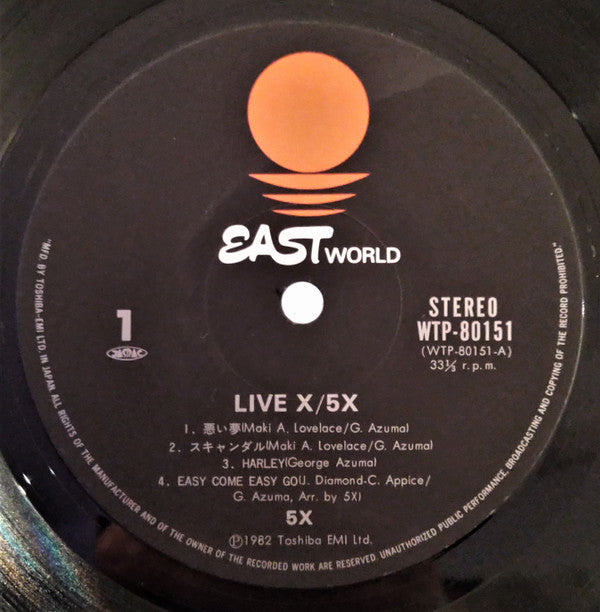 EAST WORLD
STEREO
WTP-80151
(WTP-80151-A)
33⅓ r.p.m.
1
JASRAC
LIVE X/5X
1. 悪い夢(Maki A. Lovelace/G. Azuma)
2. スキャンダル(Maki A. Lovelace/G. Azuma)
3. HARLEY(George Azuma)
4. EASY COME EASY GO(J. Diamond-C. Appice/
G. Azuma, Arr. by 5X)
5X
Ⓟ1982 Toshiba EMI Ltd.
"MFD. BY TOSHIBA-EMI LTD. IN JAPAN ALL RIGHTS OF THE MANUFACTURER AND OF THE OWNER OF THE RECORDED WORK ARE RESERVED. UNAUTHORIZED PUBLIC PERFORMANCE, BROADCASTING AND COPYING OF THE RECORD PROHIBITED."